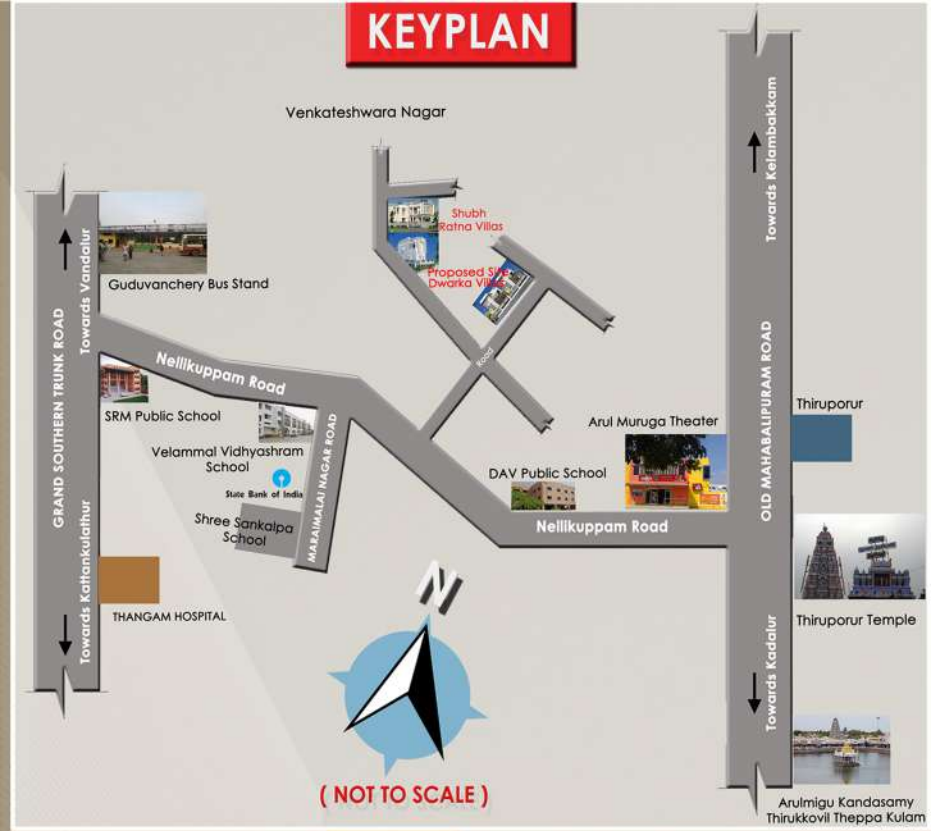 KEYPLAN
Venkateshwara Nagar
Shubh
Ratna Villas
Proposed Site
Dwarka Villas
Guduvanchery Bus Stand
GRAND SOUTHERN TRUNK ROAD
Towards Vandalur
Towards Kattankulathur
Nellikuppam Road
SRM Public School
Velammal Vidhyashram
School
State Bank of India
Shree Sankalpa
School
MARAIMALAI NAGAR ROAD
THANGAM HOSPITAL
Road
Arul Muruga Theater
DAV Public School
Nellikuppam Road
OLD MAHABALIPURAM ROAD
Towards Kelambakkam
Towards Kadalur
Thiruporur
Thiruporur Temple
Arulmigu Kandasamy
Thirukkovil Theppa Kulam
N
( NOT TO SCALE )